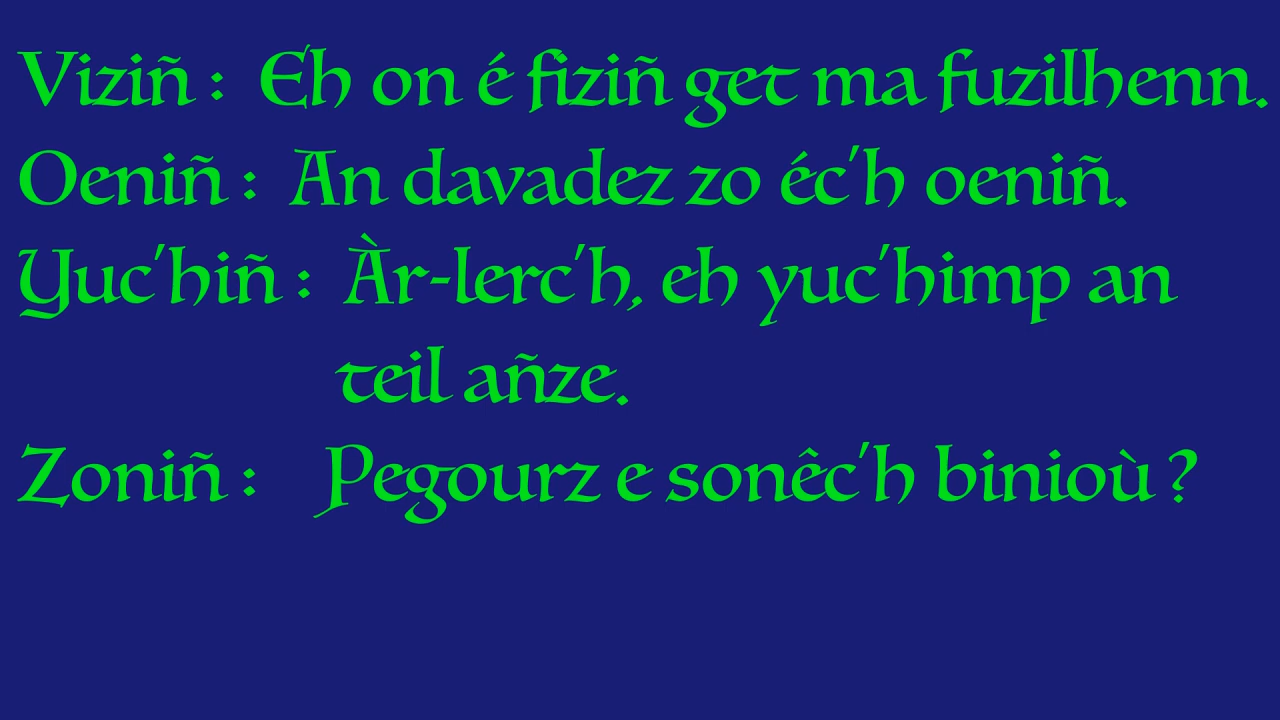 Viziñ : Eh on é fiziñ get ma fuzilhenn.
Oeniñ : An davadez zo éc'h oeniñ.
Yuc'hiñ : Àr-lerc'h, eh yuc'himp an
teil añze.
Zoniñ : Pegourz e sonêc'h binioù ?